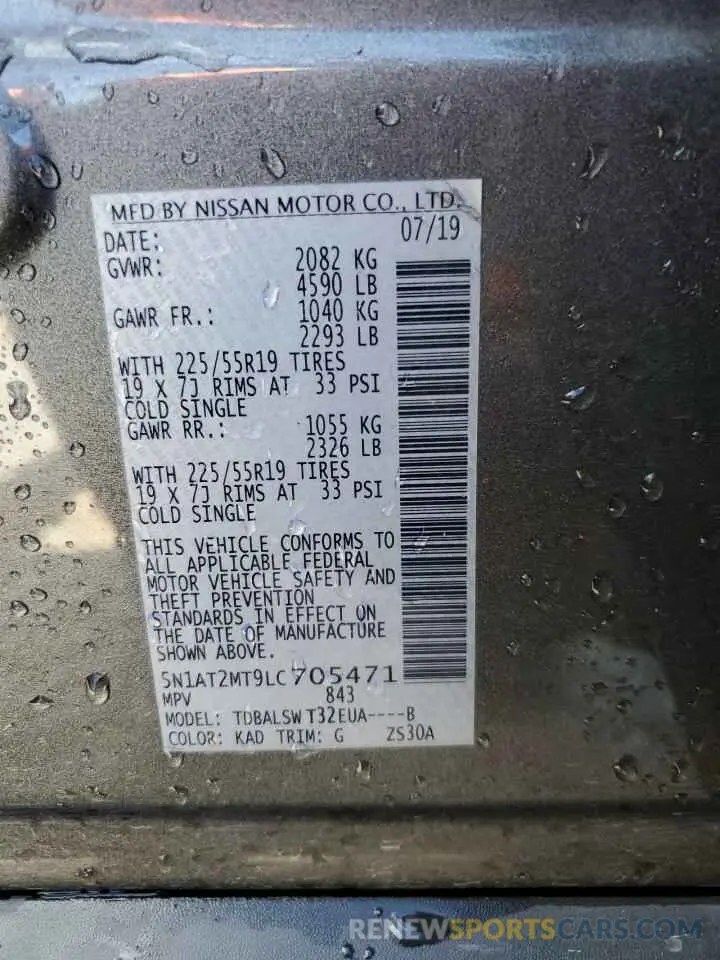 MFD BY NISSAN MOTOR CO., LTD.
DATE: 07/19
GVWR: 2082 KG
4590 LB
GAWR FR.: 1040 KG
2293 LB
WITH 225/55R19 TIRES
19 X 7J RIMS AT 33 PSI
COLD SINGLE
GAWR RR.: 1055 KG
2326 LB
WITH 225/55R19 TIRES
19 X 7J RIMS AT 33 PSI
COLD SINGLE
THIS VEHICLE CONFORMS TO
ALL APPLICABLE FEDERAL
MOTOR VEHICLE SAFETY AND
THEFT PREVENTION
STANDARDS IN EFFECT ON
THE DATE OF MANUFACTURE
SHOWN ABOVE.
5N1AT2MT9LC705471
MPV 843
MODEL: TDBALSW T32EUA----B
COLOR: KAD TRIM: G ZS30A
RENEWSPORTSCARS.COM